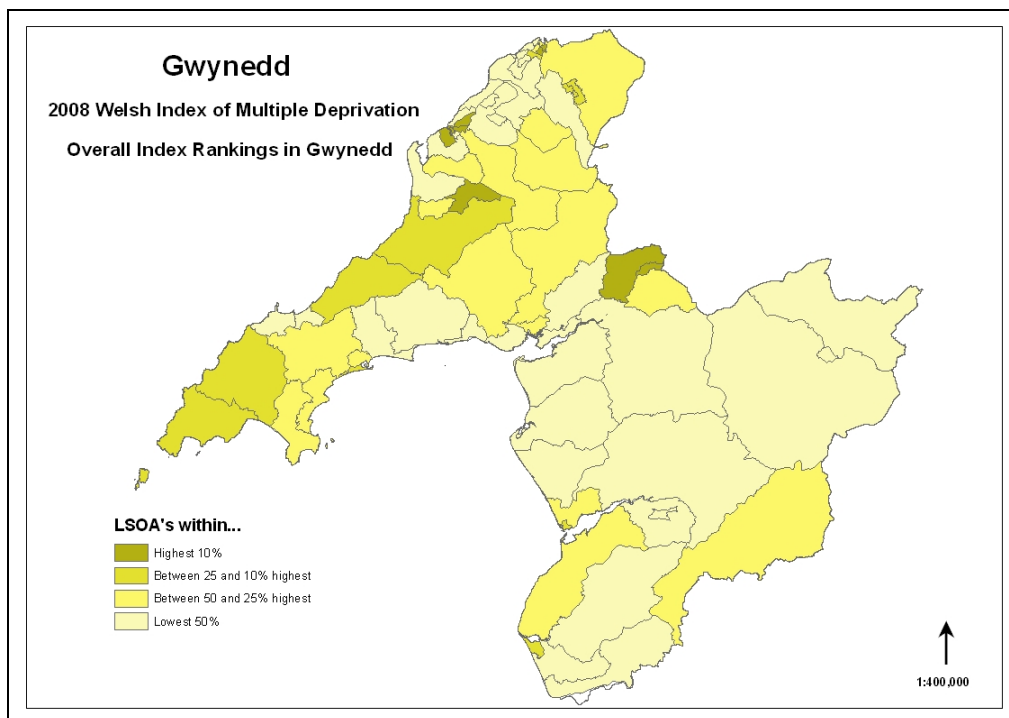 Gwynedd
2008 Welsh Index of Multiple Deprivation
Overall Index Rankings in Gwynedd
LSOA's within...
Highest 10%
Between 25 and 10% highest
Between 50 and 25% highest
Lowest 50%
1:400,000